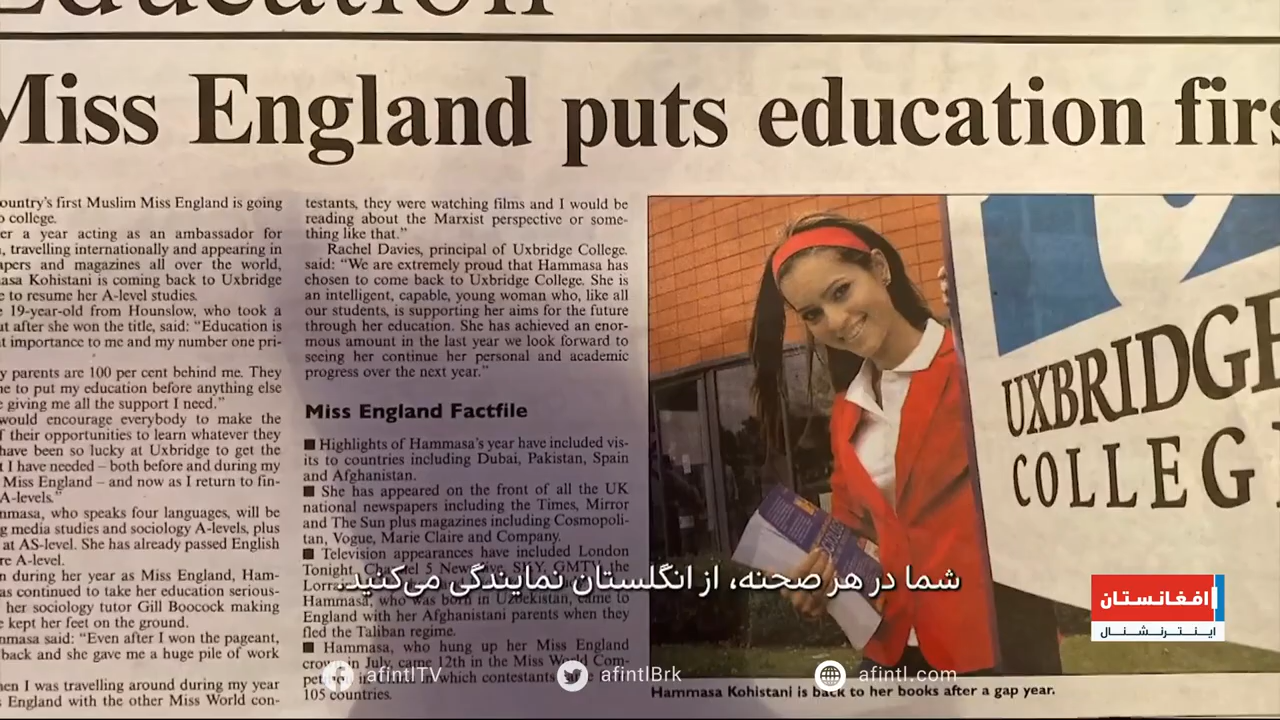 Education
Miss England puts education firs
ountry's first Muslim Miss England is going
o college.
er a year acting as an ambassador for
, travelling internationally and appearing in
apers and magazines all over the world,
asa Kohistani is coming back to Uxbridge
e to resume her A-level studies.
e 19-year-old from Hounslow, who took a
ut after she won the title, said: “Education is
at importance to me and my number one pri-
y parents are 100 per cent behind me. They
ne to put my education before anything else
e giving me all the support I need.”
would encourage everybody to make the
f their opportunities to learn whatever they
have been so lucky at Uxbridge to get the
t I have needed – both before and during my
Miss England – and now as I return to fin-
A-levels.”
nmasa, who speaks four languages, will be
g media studies and sociology A-levels, plus
at AS-level. She has already passed English
re A-level.
n during her year as Miss England, Ham-
as continued to take her education serious-
her sociology tutor Gill Boocock making
e kept her feet on the ground.
nmasa said: “Even after I won the pageant,
back and she gave me a huge pile of work
en I was travelling around during my year
s England with the other Miss World con-
testants, they were watching films and I would be
reading about the Marxist perspective or some-
thing like that.”
Rachel Davies, principal of Uxbridge College.
said: “We are extremely proud that Hammasa has
chosen to come back to Uxbridge College. She is
an intelligent, capable, young woman who, like all
our students, is supporting her aims for the future
through her education. She has achieved an enor-
mous amount in the last year we look forward to
seeing her continue her personal and academic
progress over the next year.”
Miss England Factfile
■ Highlights of Hammasa's year have included vis-
its to countries including Dubai, Pakistan, Spain
and Afghanistan.
■ She has appeared on the front of all the UK
national newspapers including the Times, Mirror
and The Sun plus magazines including Cosmopoli-
tan, Vogue, Marie Claire and Company.
■ Television appearances have included London
Tonight, Channel 5 News, SKY, GMTV, the
Hammasa, who was born in Uzbekistan, came to
England with her Afghanistani parents when they
fled the Taliban regime.
■ Hammasa, who hung up her Miss England
crown in July, came 12th in the Miss World Com-
in which contestants
105 countries.
UXBRIDGE
COLLEG
Hammasa Kohistani is back to her books after a gap year.
شما در هر صحنه، از انگلستان نمایندگی می‌کنید.
افغانستان
اینترنشنال
afintlTV
afintlBrk
afintl.com